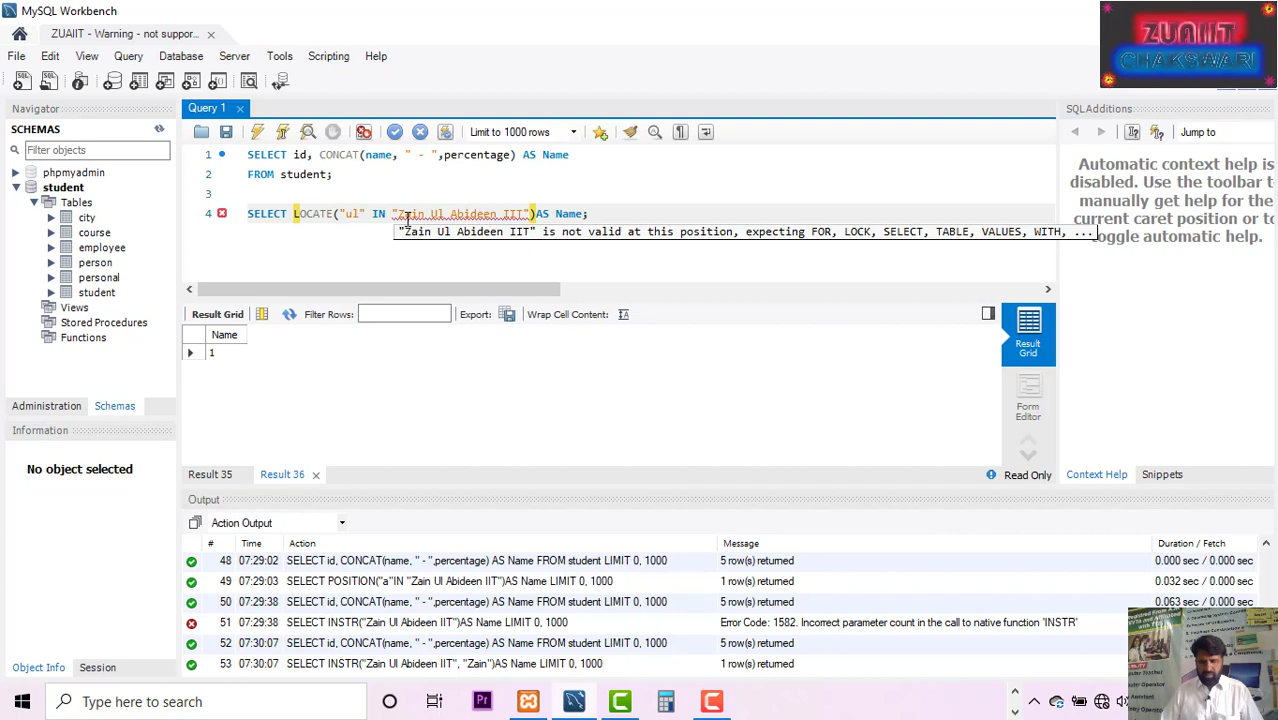 MySQL Workbench
ZUAIIT - Warning - not suppor...
ZUAIIT
CHAKSWARI
File Edit View Query Database Server Tools Scripting Help
Navigator
SCHEMAS
Filter objects
phpmyadmin
student
Tables
city
course
employee
person
personal
student
Views
Stored Procedures
Functions
Administration Schemas
Information
No object selected
Object Info Session
Query 1
Limit to 1000 rows
1 SELECT id, CONCAT(name, " - ",percentage) AS Name
2 FROM student;
3
4 SELECT LOCATE("ul" IN "Zain Ul Abideen IIT")AS Name;
"Zain Ul Abideen IIT" is not valid at this position, expecting FOR, LOCK, SELECT, TABLE, VALUES, WITH, ...
Result Grid Filter Rows: Export: Wrap Cell Content:
Name
1
Result Grid
Form Editor
Result 35 Result 36 Read Only
SQLAdditions
Jump to
Automatic context help is
disabled. Use the toolbar to
manually get help for the
current caret position or to
toggle automatic help.
Context Help Snippets
Output
Action Output
# Time Action Message Duration / Fetch
48 07:29:02 SELECT id, CONCAT(name, " - ",percentage) AS Name FROM student LIMIT 0, 1000 5 row(s) returned 0.000 sec / 0.000 sec
49 07:29:03 SELECT POSITION("a"IN "Zain Ul Abideen IIT")AS Name LIMIT 0, 1000 1 row(s) returned 0.032 sec / 0.000 sec
50 07:29:38 SELECT id, CONCAT(name, " - ",percentage) AS Name FROM student LIMIT 0, 1000 5 row(s) returned 0.063 sec / 0.000 sec
51 07:29:38 SELECT INSTR("Zain Ul Abideen IIT")AS Name LIMIT 0, 1000 Error Code: 1582. Incorrect parameter count in the call to native function 'INSTR'
52 07:30:07 SELECT id, CONCAT(name, " - ",percentage) AS Name FROM student LIMIT 0, 1000 5 row(s) returned
53 07:30:07 SELECT INSTR("Zain Ul Abideen IIT", "Zain")AS Name LIMIT 0, 1000 1 row(s) returned
Type here to search